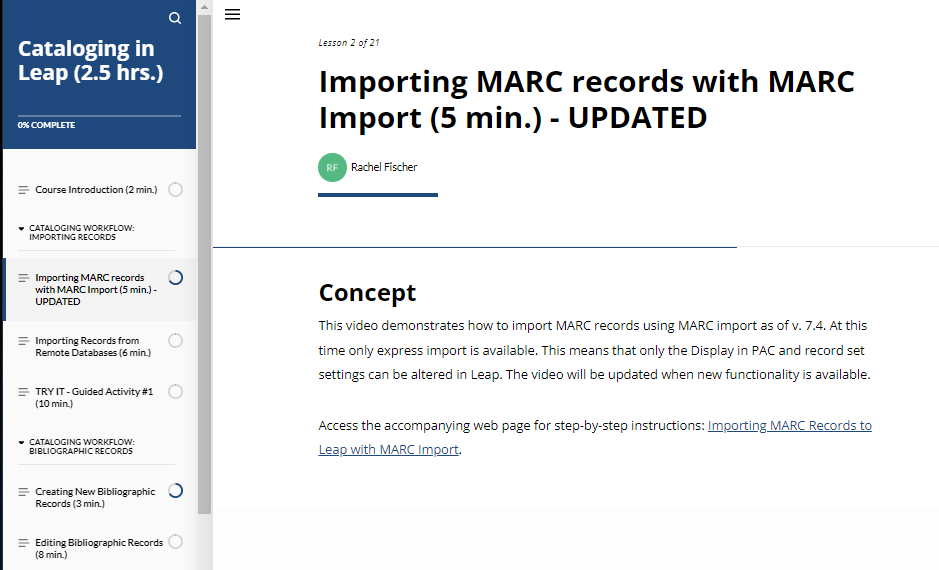 Cataloging in
Leap (2.5 hrs.)
0% COMPLETE
Course Introduction (2 min.)
CATALOGING WORKFLOW:
IMPORTING RECORDS
Importing MARC records
with MARC Import (5 min.) -
UPDATED
Importing Records from
Remote Databases (6 min.)
TRY IT - Guided Activity #1
(10 min.)
CATALOGING WORKFLOW:
BIBLIOGRAPHIC RECORDS
Creating New Bibliographic
Records (3 min.)
Editing Bibliographic Records
(8 min.)
Lesson 2 of 21
Importing MARC records with MARC
Import (5 min.) - UPDATED
RF Rachel Fischer
Concept
This video demonstrates how to import MARC records using MARC import as of v. 7.4. At this
time only express import is available. This means that only the Display in PAC and record set
settings can be altered in Leap. The video will be updated when new functionality is available.
Access the accompanying web page for step-by-step instructions: Importing MARC Records to
Leap with MARC Import.